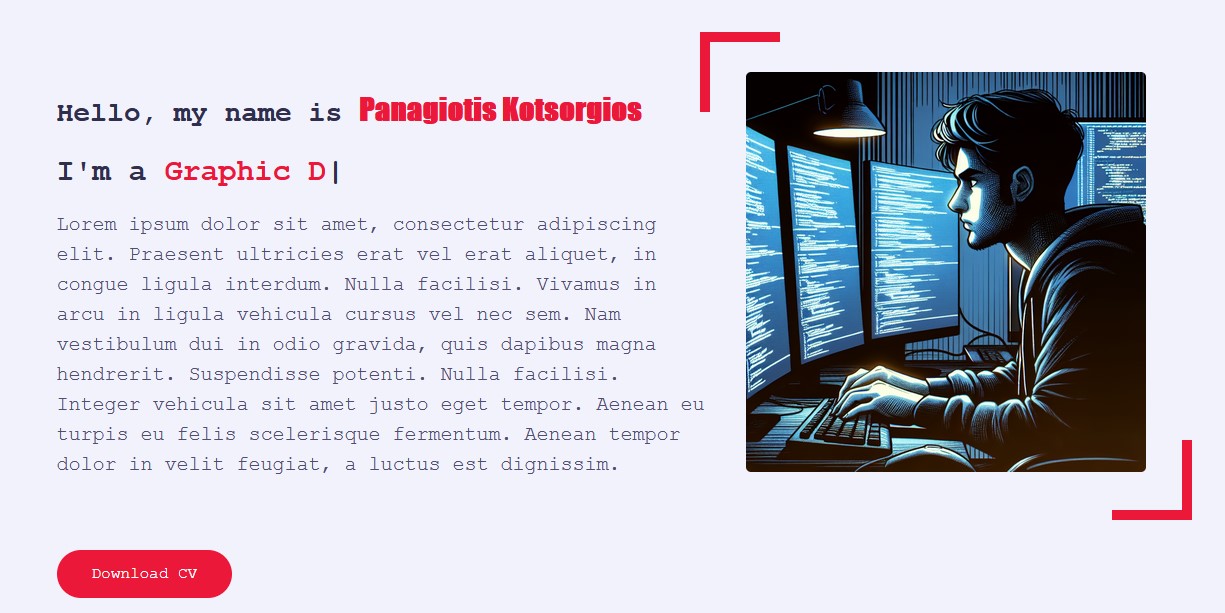 Hello, my name is Panagiotis Kotsorgios
I'm a Graphic D|
Lorem ipsum dolor sit amet, consectetur adipiscing
elit. Praesent ultricies erat vel erat aliquet, in
congue ligula interdum. Nulla facilisi. Vivamus in
arcu in ligula vehicula cursus vel nec sem. Nam
vestibulum dui in odio gravida, quis dapibus magna
hendrerit. Suspendisse potenti. Nulla facilisi.
Integer vehicula sit amet justo eget tempor. Aenean eu
turpis eu felis scelerisque fermentum. Aenean tempor
dolor in velit feugiat, a luctus est dignissim.
Download CV